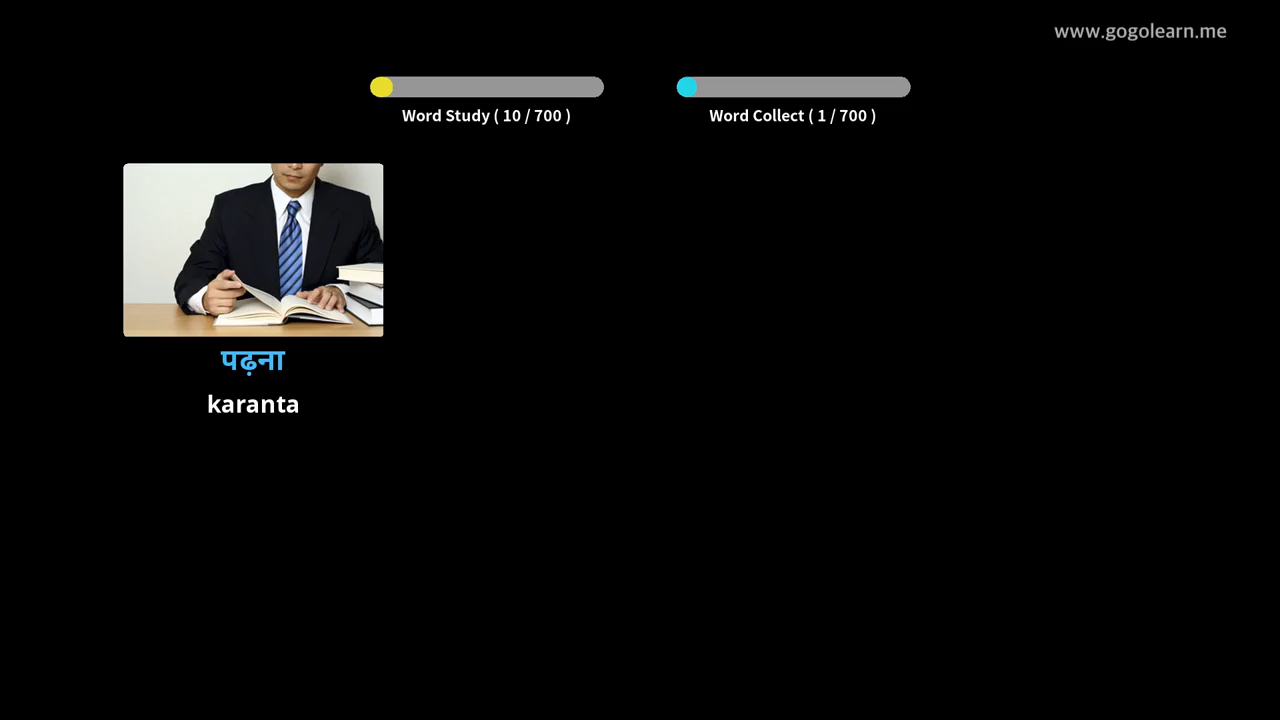 www.gogolearn.me
Word Study ( 10 / 700 )
Word Collect ( 1 / 700 )
पढ़ना
karanta